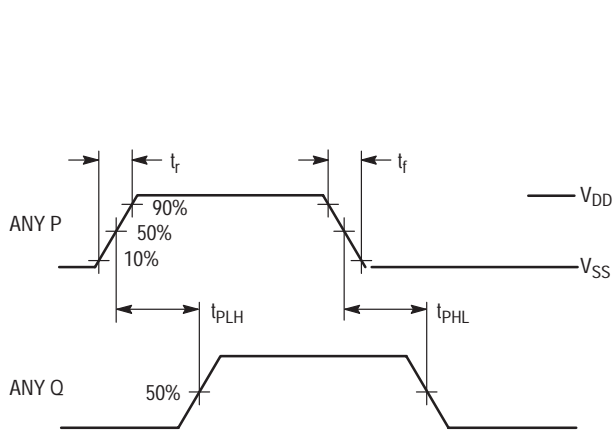 tr
tf
VDD
90%
ANY P
50%
10%
VSS
tPLH
tPHL
ANY Q
50%